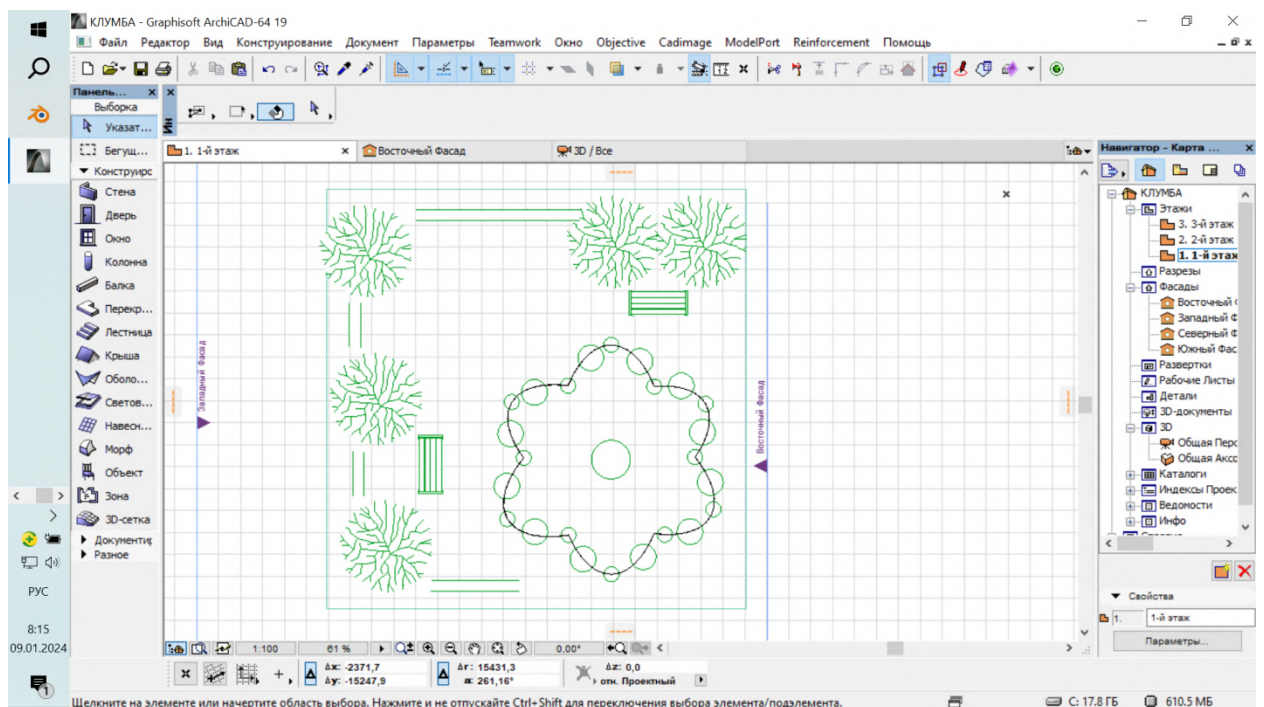 КЛУМБА - Graphisoft ArchiCAD-64 19
Файл Редактор Вид Конструирование Документ Параметры Teamwork Окно Objective Cadimage ModelPort Reinforcement Помощь
Панель...
Выборка
Указат...
Бегущ...
Конструирс
Стена
Дверь
Окно
Колонна
Балка
Перекр...
Лестница
Крыша
Оболо...
Светов...
Навесн...
Морф
Объект
Зона
3D-сетка
Документиј
Разное
Ин
1. 1-й этаж
Восточный Фасад
3D / Все
Западный Фасад
Восточный Фасад
Навигатор - Карта ...
КЛУМБА
Этажи
3. 3-й этаж
2. 2-й этаж
1. 1-й этаж
Разрезы
Фасады
Восточный
Западный Ф
Северный Ф
Южный Фас
Развертки
Рабочие Листы
Детали
3D-документы
3D
Общая Перс
Общая Аксс
Каталоги
Индексы Проек
Ведомости
Инфо
Свойства
1. 1-й этаж
Параметры...
1:100 61 % 0,00°
Δx: -2371,7 Δr: 15431,3 Δz: 0,0
Δy: -15247,9 α: 261,16° отн. Проектный
Щелкните на элементе или начертите область выбора. Нажмите и не отпускайте Ctrl+Shift для переключения выбора элемента/подэлемента.
C: 17.8 ГБ 610.5 МБ
РУС
8:15
09.01.2024
1